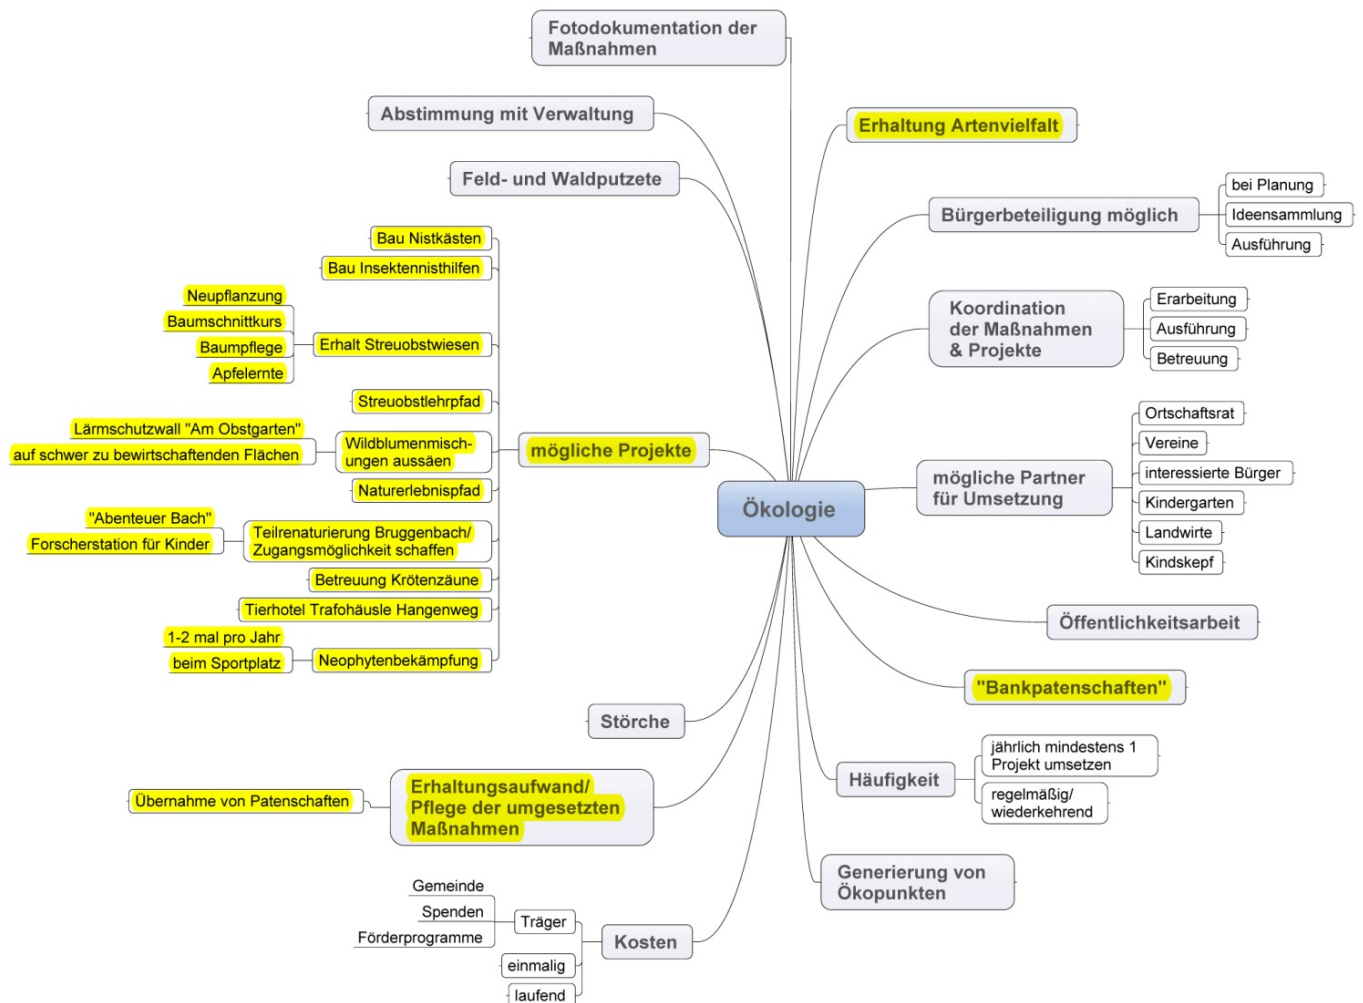 Fotodokumentation der
Maßnahmen
Abstimmung mit Verwaltung
Feld- und Waldputzete
Bau Nistkästen
Bau Insektennisthilfen
Neupflanzung
Baumschnittkurs
Baumpflege
Apfelernte
Erhalt Streuobstwiesen
Streuobstlehrpfad
Lärmschutzwall "Am Obstgarten"
auf schwer zu bewirtschaftenden Flächen
Wildblumenmisch-
ungen aussäen
mögliche Projekte
Naturerlebnispfad
"Abenteuer Bach"
Forscherstation für Kinder
Teilrenaturierung Bruggenbach/
Zugangsmöglichkeit schaffen
Betreuung Krötenzäune
Tierhotel Trafohäusle Hangenweg
1-2 mal pro Jahr
beim Sportplatz
Neophytenbekämpfung
Störche
Übernahme von Patenschaften
Erhaltungsaufwand/
Pflege der umgesetzten
Maßnahmen
Gemeinde
Spenden
Förderprogramme
Träger
einmalig
laufend
Kosten
Ökologie
Erhaltung Artenvielfalt
Bürgerbeteiligung möglich
bei Planung
Ideensammlung
Ausführung
Koordination
der Maßnahmen
& Projekte
Erarbeitung
Ausführung
Betreuung
mögliche Partner
für Umsetzung
Ortschaftsrat
Vereine
interessierte Bürger
Kindergarten
Landwirte
Kindskepf
Öffentlichkeitsarbeit
"Bankpatenschaften"
Häufigkeit
jährlich mindestens 1
Projekt umsetzen
regelmäßig/
wiederkehrend
Generierung von
Ökopunkten